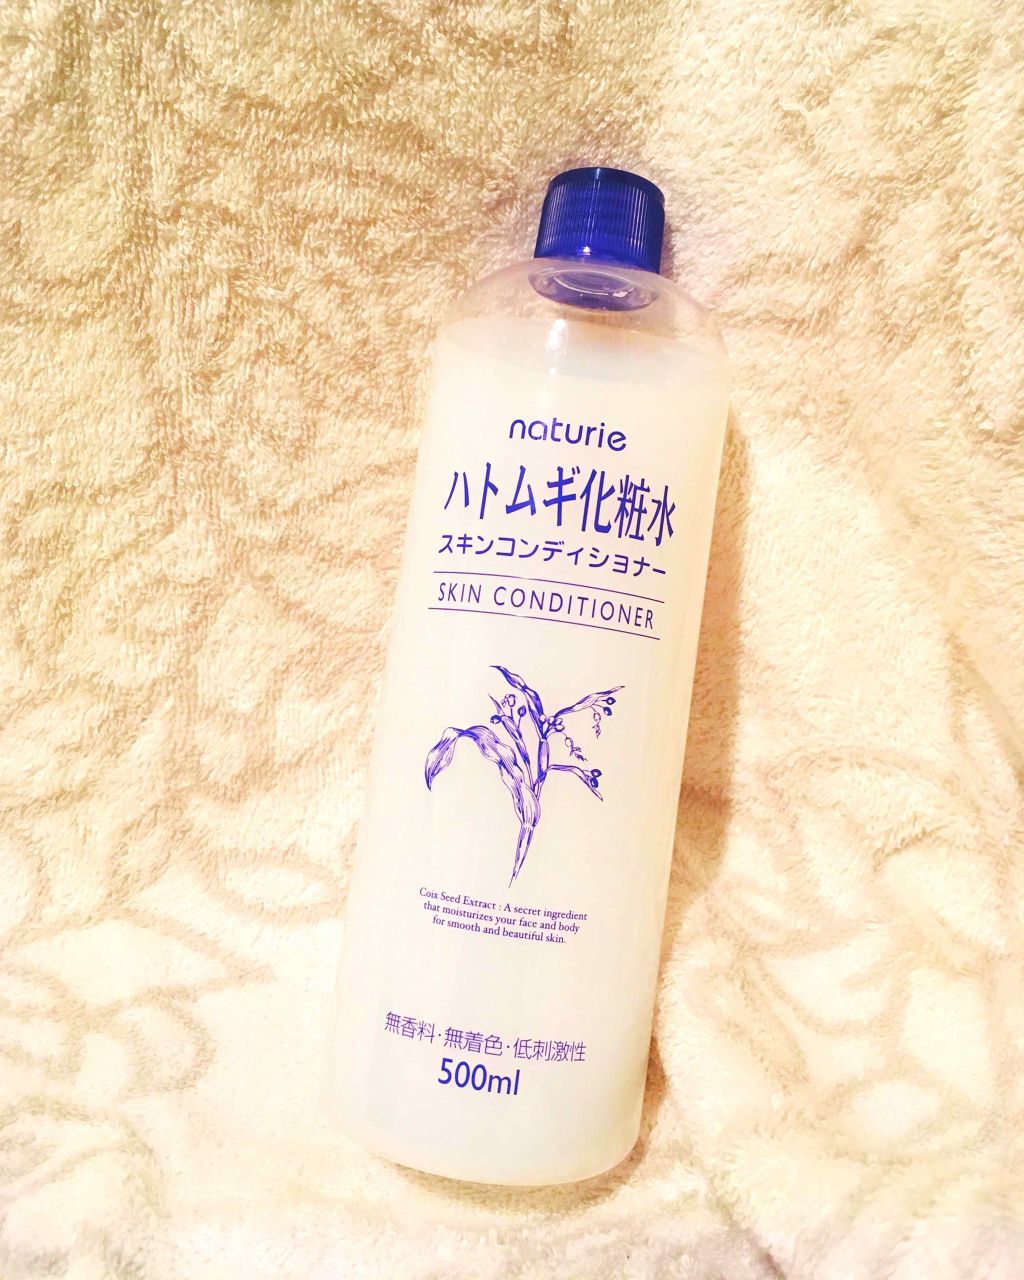 naturie
ハトムギ化粧水
スキンコンディショナー
SKIN CONDITIONER
Coix Seed Extract : A secret ingredient
that moisturizes your face and body
for smooth and beautiful skin.
無香料・無着色・低刺激性
500ml